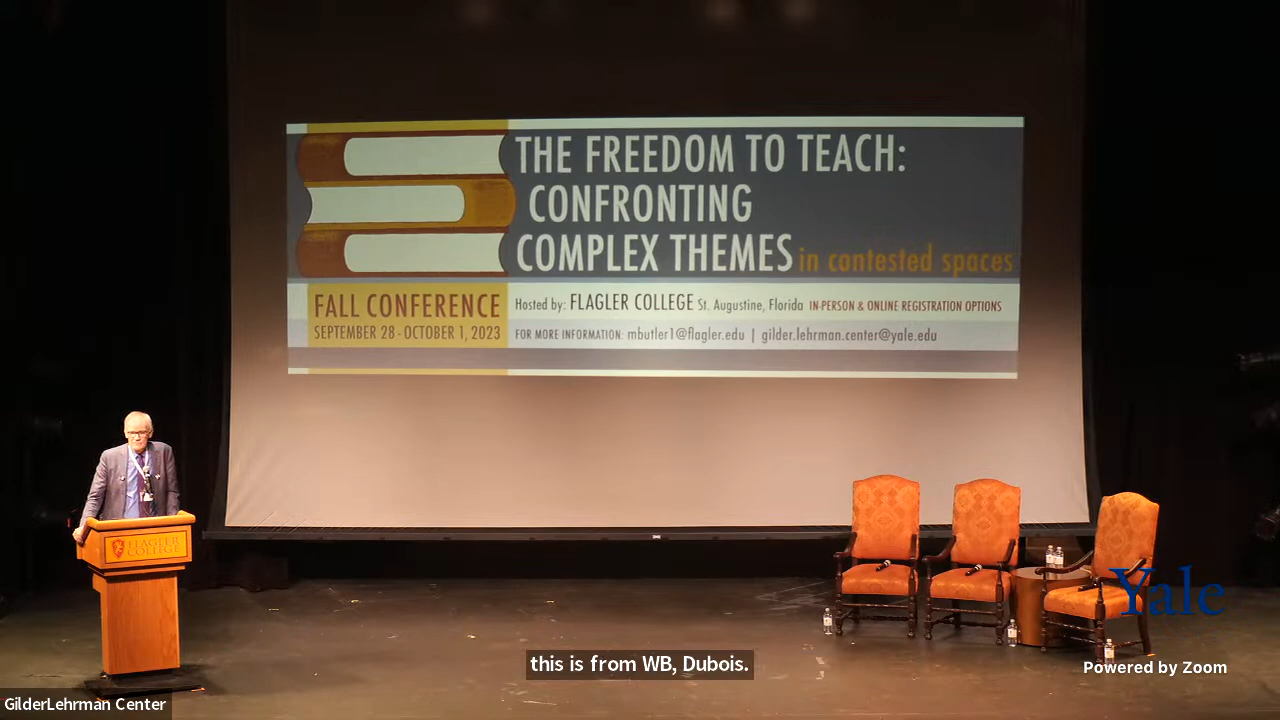 THE FREEDOM TO TEACH:
CONFRONTING
COMPLEX THEMES in contested spaces
FALL CONFERENCE
SEPTEMBER 28 - OCTOBER 1, 2023
Hosted by: FLAGLER COLLEGE St. Augustine, Florida IN-PERSON & ONLINE REGISTRATION OPTIONS
FOR MORE INFORMATION: mbutler1@flagler.edu | gilder.lehrman.center@yale.edu
FLAGLER
COLLEGE
Yale
this is from WB, Dubois.
Powered by Zoom
GilderLehrman Center